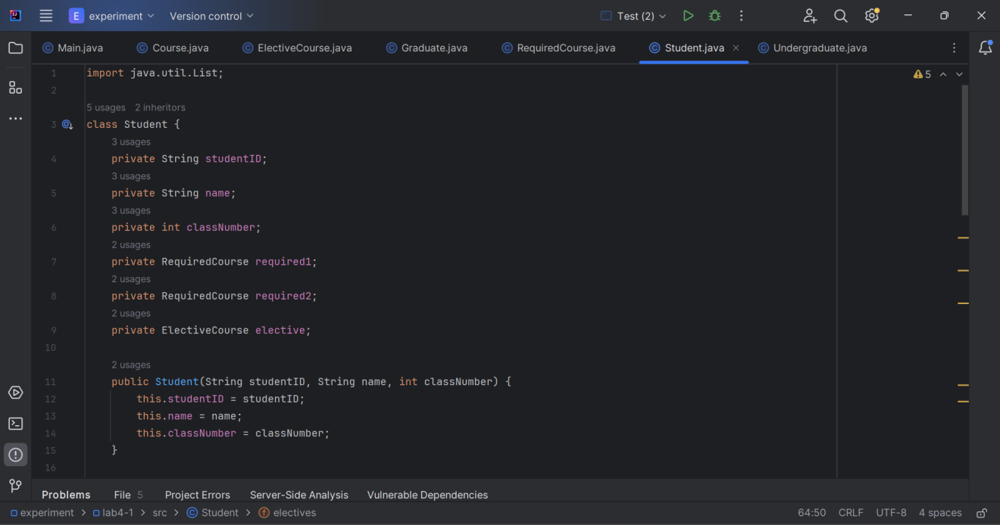 E experiment Version control Test (2)
Main.java Course.java ElectiveCourse.java Graduate.java RequiredCourse.java Student.java Undergraduate.java
1 import java.util.List;
2
5 usages 2 inheritors
3 class Student {
3 usages
4 private String studentID;
3 usages
5 private String name;
3 usages
6 private int classNumber;
2 usages
7 private RequiredCourse required1;
2 usages
8 private RequiredCourse required2;
2 usages
9 private ElectiveCourse elective;
10
2 usages
11 public Student(String studentID, String name, int classNumber) {
12 this.studentID = studentID;
13 this.name = name;
14 this.classNumber = classNumber;
15 }
16
5
Problems File 5 Project Errors Server-Side Analysis Vulnerable Dependencies
experiment > lab4-1 > src > Student > electives 64:50 CRLF UTF-8 4 spaces